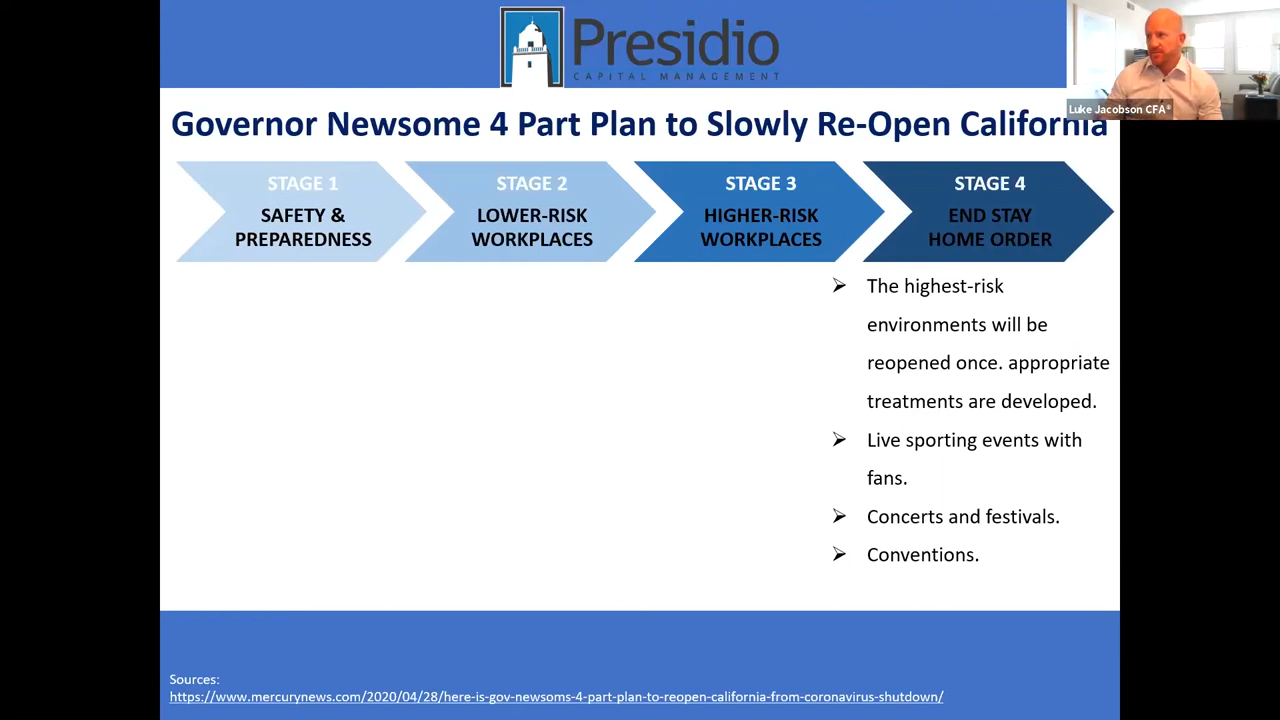 Presidio
CAPITAL MANAGEMENT
Luke Jacobson CFA®
Governor Newsome 4 Part Plan to Slowly Re-Open California
STAGE 1
SAFETY &
PREPAREDNESS
STAGE 2
LOWER-RISK
WORKPLACES
STAGE 3
HIGHER-RISK
WORKPLACES
STAGE 4
END STAY
HOME ORDER
➢ The highest-risk
environments will be
reopened once. appropriate
treatments are developed.
➢ Live sporting events with
fans.
➢ Concerts and festivals.
➢ Conventions.
Sources:
https://www.mercurynews.com/2020/04/28/here-is-gov-newsoms-4-part-plan-to-reopen-california-from-coronavirus-shutdown/